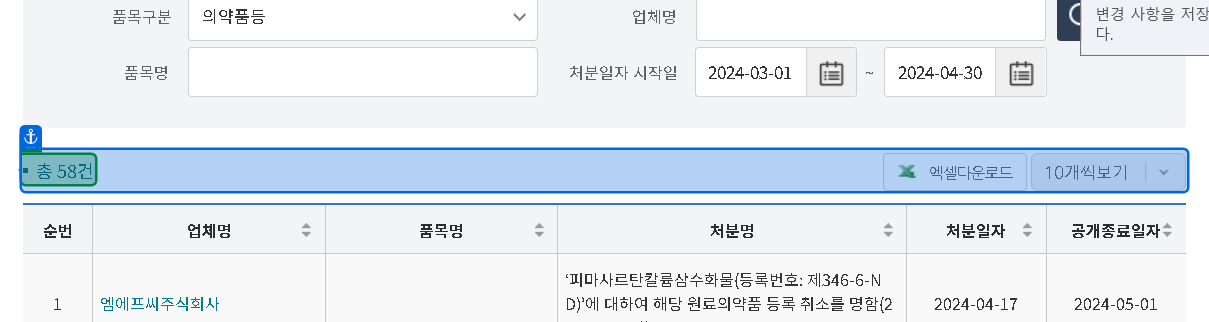 품목구분 의약품등 업체명
변경 사항을 저장
다.
품목명 처분일자 시작일 2024-03-01 ~ 2024-04-30
총 58건 엑셀다운로드 10개씩보기
순번 업체명 품목명 처분명 처분일자 공개종료일자
‘피마사르탄칼륨삼수화물(등록번호: 제346-6-N
1 엠에프씨주식회사 D)’에 대하여 해당 원료의약품 등록 취소를 명함(2 2024-04-17 2024-05-01